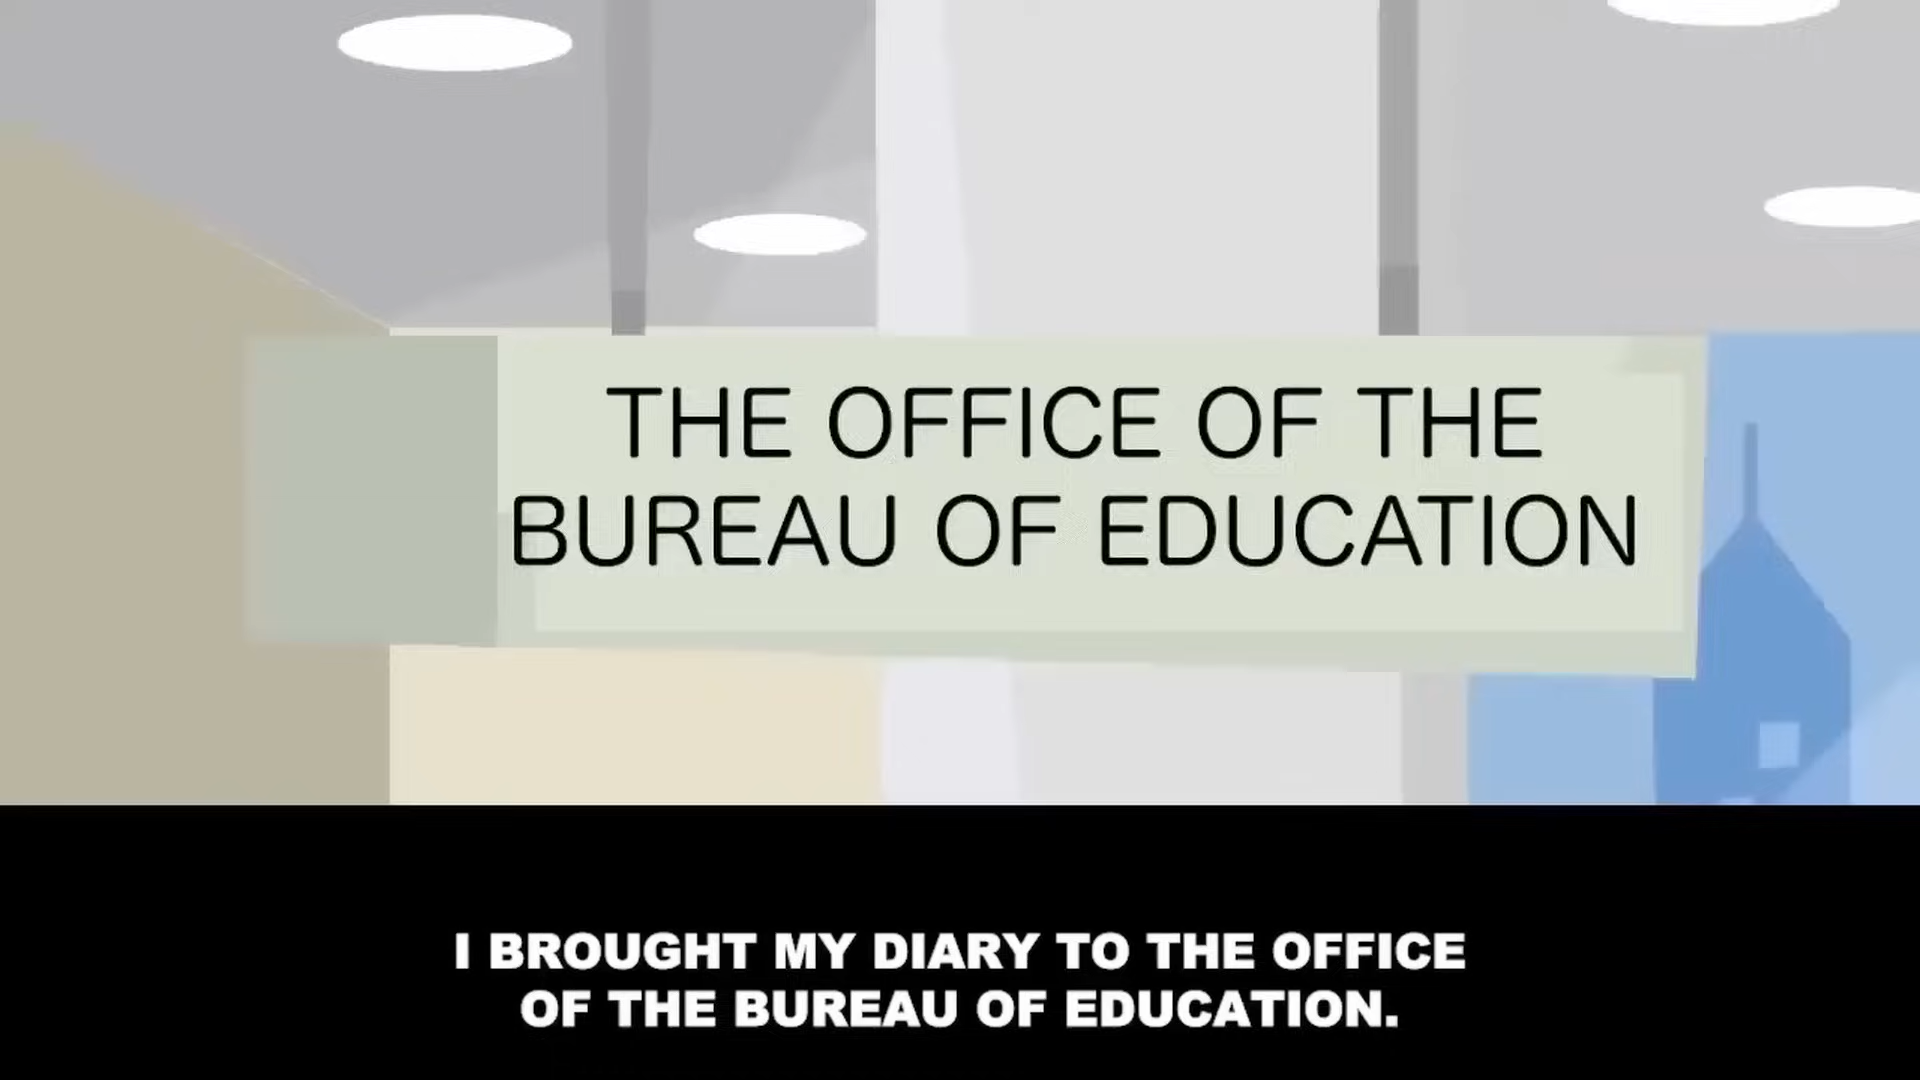 THE OFFICE OF THE
BUREAU OF EDUCATION
I BROUGHT MY DIARY TO THE OFFICE
OF THE BUREAU OF EDUCATION.